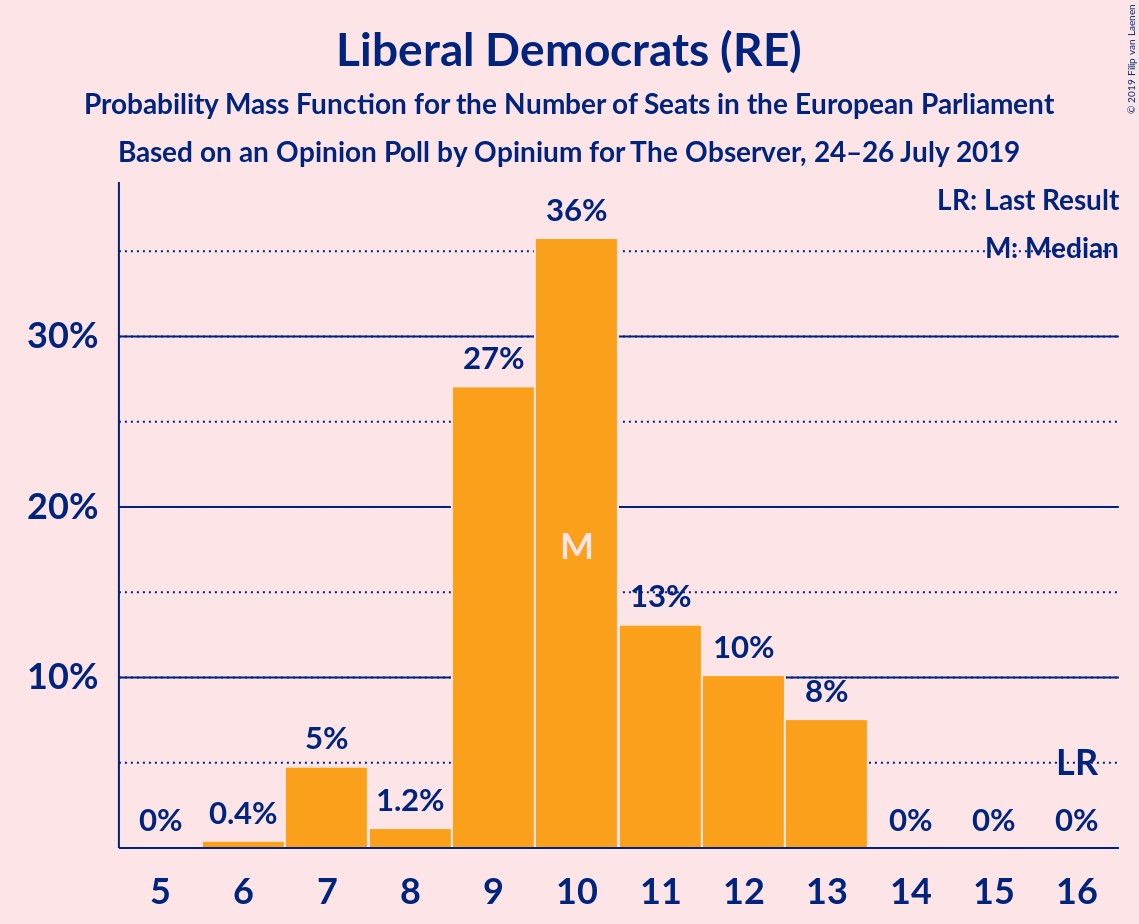 © 2019 Filip van Laenen
Liberal Democrats (RE)
Probability Mass Function for the Number of Seats in the European Parliament
Based on an Opinion Poll by Opinium for The Observer, 24–26 July 2019
LR: Last Result
M: Median
36%
30%
27%
20%
M
13%
10%
10%
8%
5%
LR
1.2%
0.4%
0%
0%
0%
0%
5 6 7 8 9 10 11 12 13 14 15 16